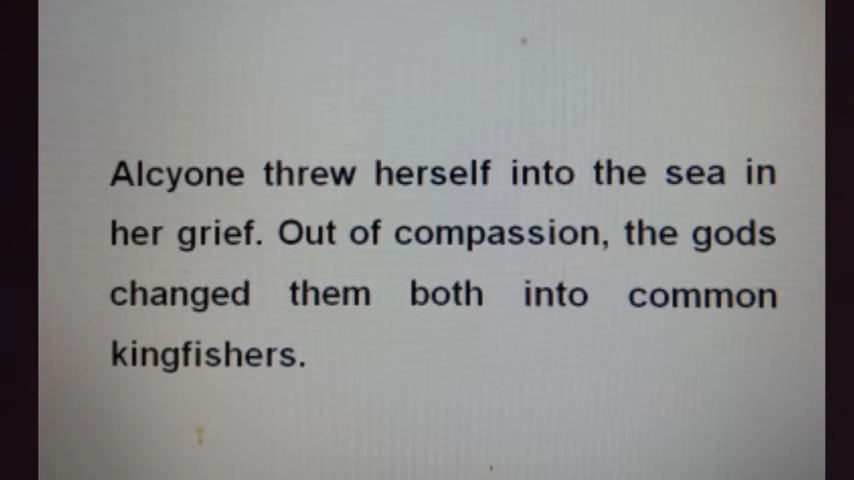 Alcyone threw herself into the sea in
her grief. Out of compassion, the gods
changed them both into common
kingfishers.